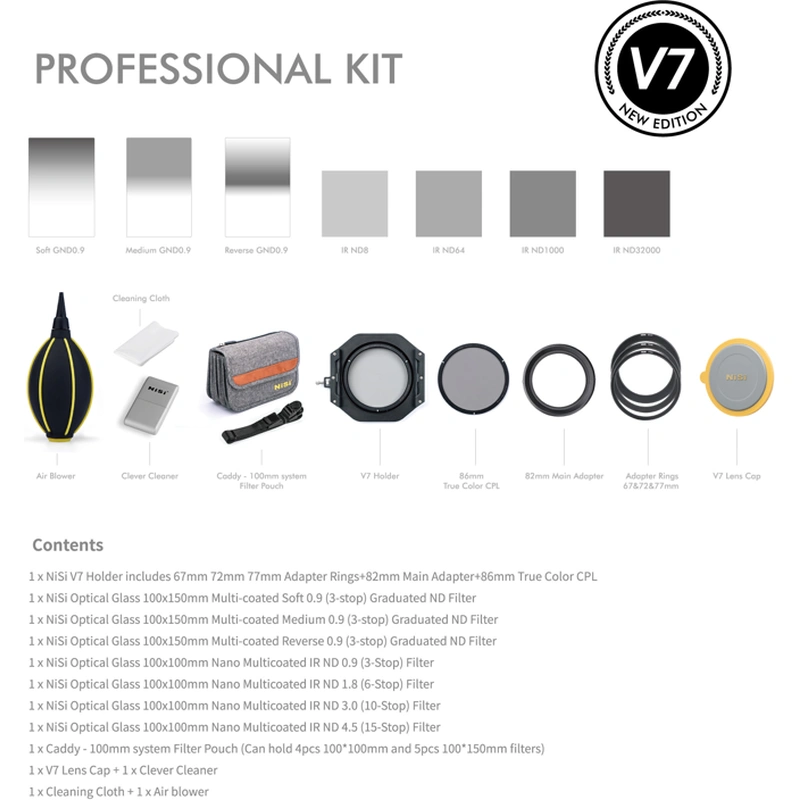 PROFESSIONAL KIT
V7
NEW EDITION
Soft GND0.9
Medium GND0.9
Reverse GND0.9
IR ND8
IR ND64
IR ND1000
IR ND32000
Cleaning Cloth
NiSi
NiSi
NiSi
Air Blower
Clever Cleaner
Caddy - 100mm system
Filter Pouch
V7 Holder
86mm
True Color CPL
82mm Main Adapter
Adapter Rings
67&72&77mm
V7 Lens Cap
Contents
1 x NiSi V7 Holder includes 67mm 72mm 77mm Adapter Rings+82mm Main Adapter+86mm True Color CPL
1 x NiSi Optical Glass 100x150mm Multi-coated Soft 0.9 (3-stop) Graduated ND Filter
1 x NiSi Optical Glass 100x150mm Multi-coated Medium 0.9 (3-stop) Graduated ND Filter
1 x NiSi Optical Glass 100x150mm Multi-coated Reverse 0.9 (3-stop) Graduated ND Filter
1 x NiSi Optical Glass 100x100mm Nano Multicoated IR ND 0.9 (3-Stop) Filter
1 x NiSi Optical Glass 100x100mm Nano Multicoated IR ND 1.8 (6-Stop) Filter
1 x NiSi Optical Glass 100x100mm Nano Multicoated IR ND 3.0 (10-Stop) Filter
1 x NiSi Optical Glass 100x100mm Nano Multicoated IR ND 4.5 (15-Stop) Filter
1 x Caddy - 100mm system Filter Pouch (Can hold 4pcs 100*100mm and 5pcs 100*150mm filters)
1 x V7 Lens Cap + 1 x Clever Cleaner
1 x Cleaning Cloth + 1 x Air blower